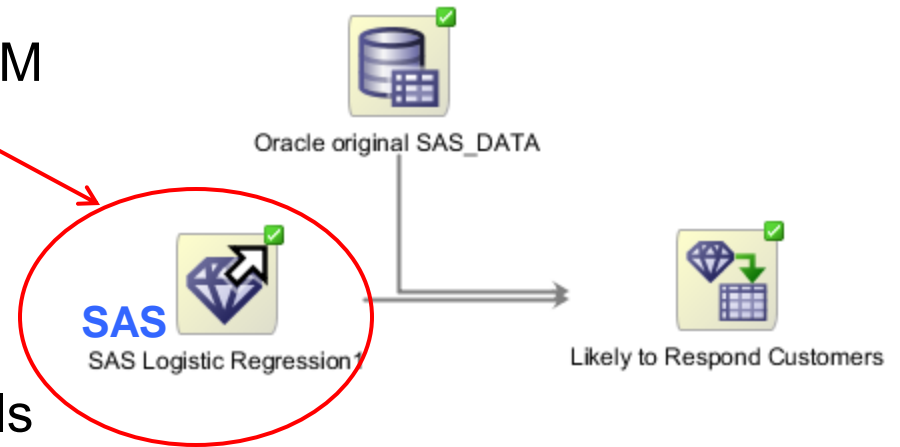 M
Oracle original SAS_DATA
SAS
SAS Logistic Regression1
Likely to Respond Customers
ls